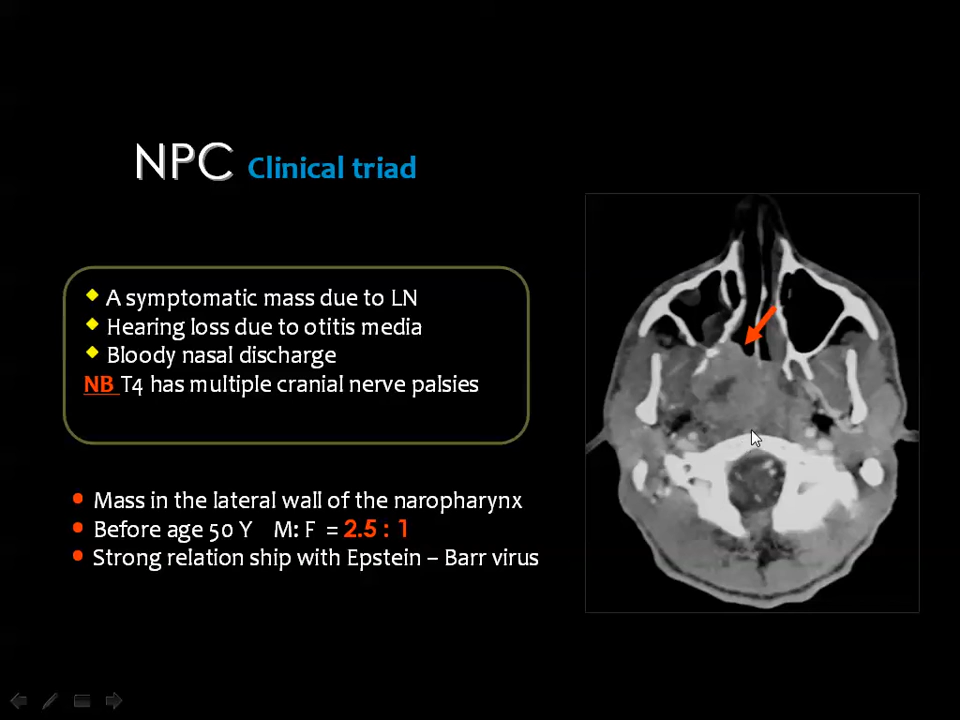 NPC Clinical triad
A symptomatic mass due to LN
Hearing loss due to otitis media
Bloody nasal discharge
NB T4 has multiple cranial nerve palsies
Mass in the lateral wall of the naropharynx
Before age 50 Y M: F = 2.5 : 1
Strong relation ship with Epstein – Barr virus